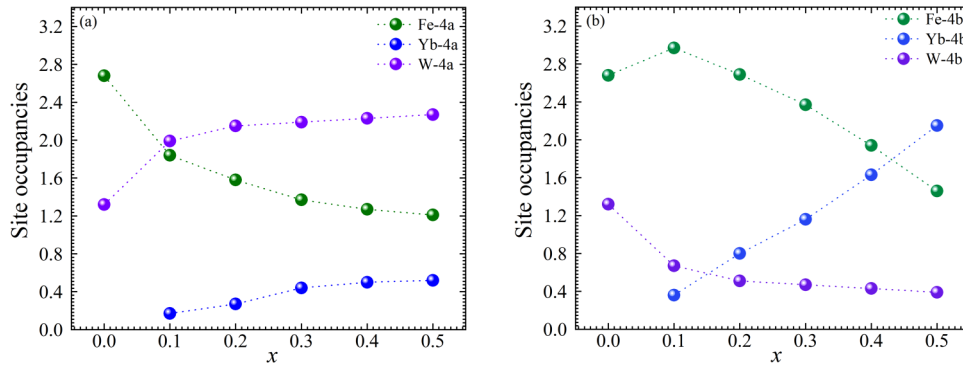 (a)
Fe-4a
Yb-4a
W-4a
Site occupancies
3.2
2.8
2.4
2.0
1.6
1.2
0.8
0.4
0.0
0.0 0.1 0.2 0.3 0.4 0.5
x
(b)
Fe-4b
Yb-4b
W-4b
Site occupancies
3.2
2.8
2.4
2.0
1.6
1.2
0.8
0.4
0.0
0.0 0.1 0.2 0.3 0.4 0.5
x